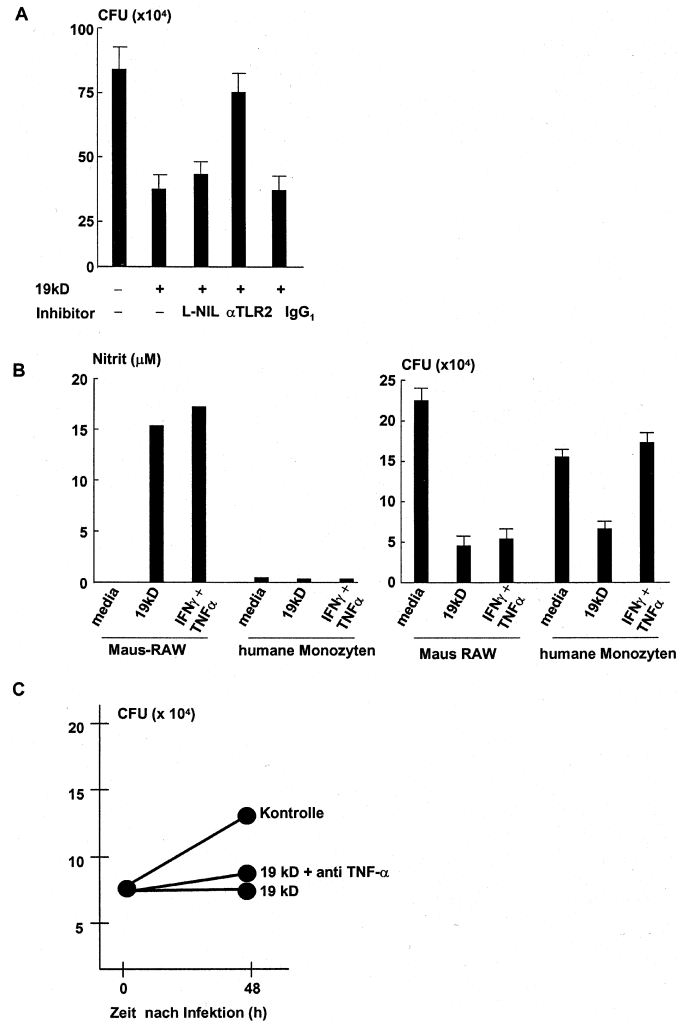 A
CFU (x10⁴)
100
75
50
25
0
19kD – + + + +
Inhibitor – – L-NIL αTLR2 IgG₁
B
Nitrit (μM)
20
15
10
5
0
media 19kD IFNγ + TNFα media 19kD IFNγ + TNFα
Maus-RAW humane Monozyten
CFU (x10⁴)
25
20
15
10
5
0
media 19kD IFNγ + TNFα media 19kD IFNγ + TNFα
Maus RAW humane Monozyten
C
CFU (x 10⁴)
20
15
10
5
Kontrolle
19 kD + anti TNF-α
19 kD
0 48
Zeit nach Infektion (h)